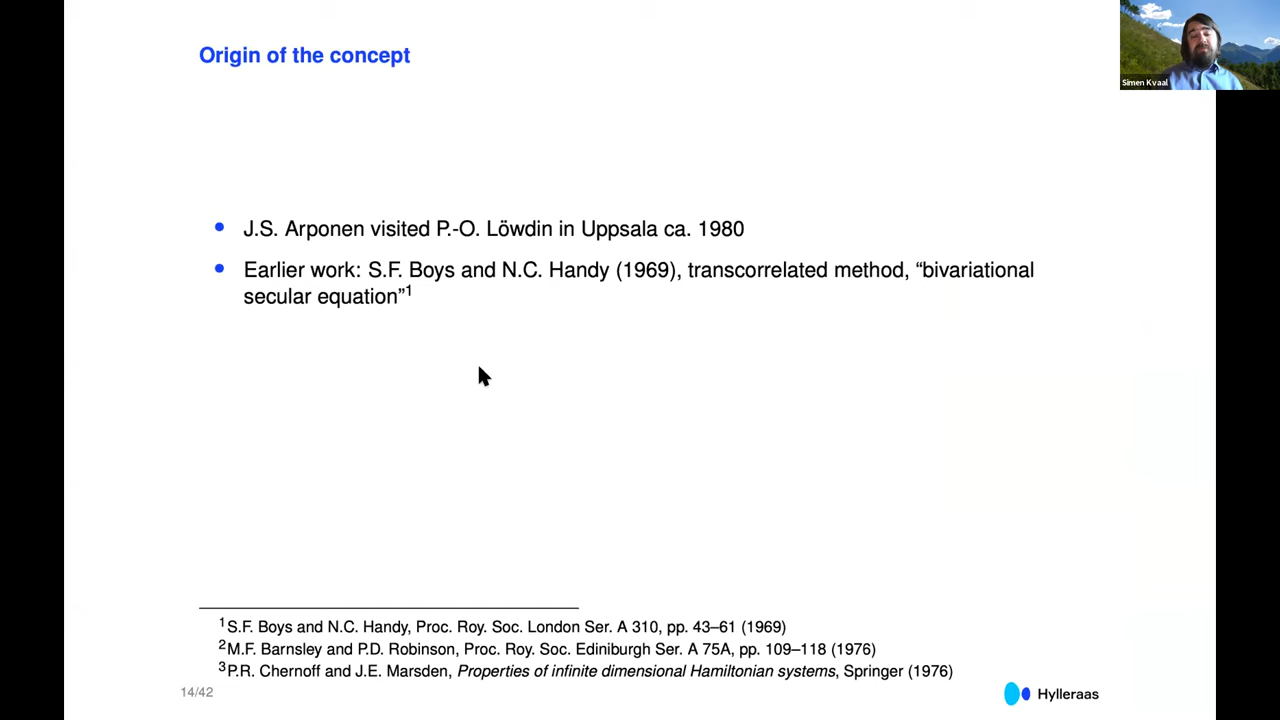 Origin of the concept
Simen Kvaal
• J.S. Arponen visited P.-O. Löwdin in Uppsala ca. 1980
• Earlier work: S.F. Boys and N.C. Handy (1969), transcorrelated method, “bivariational
secular equation”1
1S.F. Boys and N.C. Handy, Proc. Roy. Soc. London Ser. A 310, pp. 43–61 (1969)
2M.F. Barnsley and P.D. Robinson, Proc. Roy. Soc. Ediniburgh Ser. A 75A, pp. 109–118 (1976)
3P.R. Chernoff and J.E. Marsden, Properties of infinite dimensional Hamiltonian systems, Springer (1976)
14/42
Hylleraas